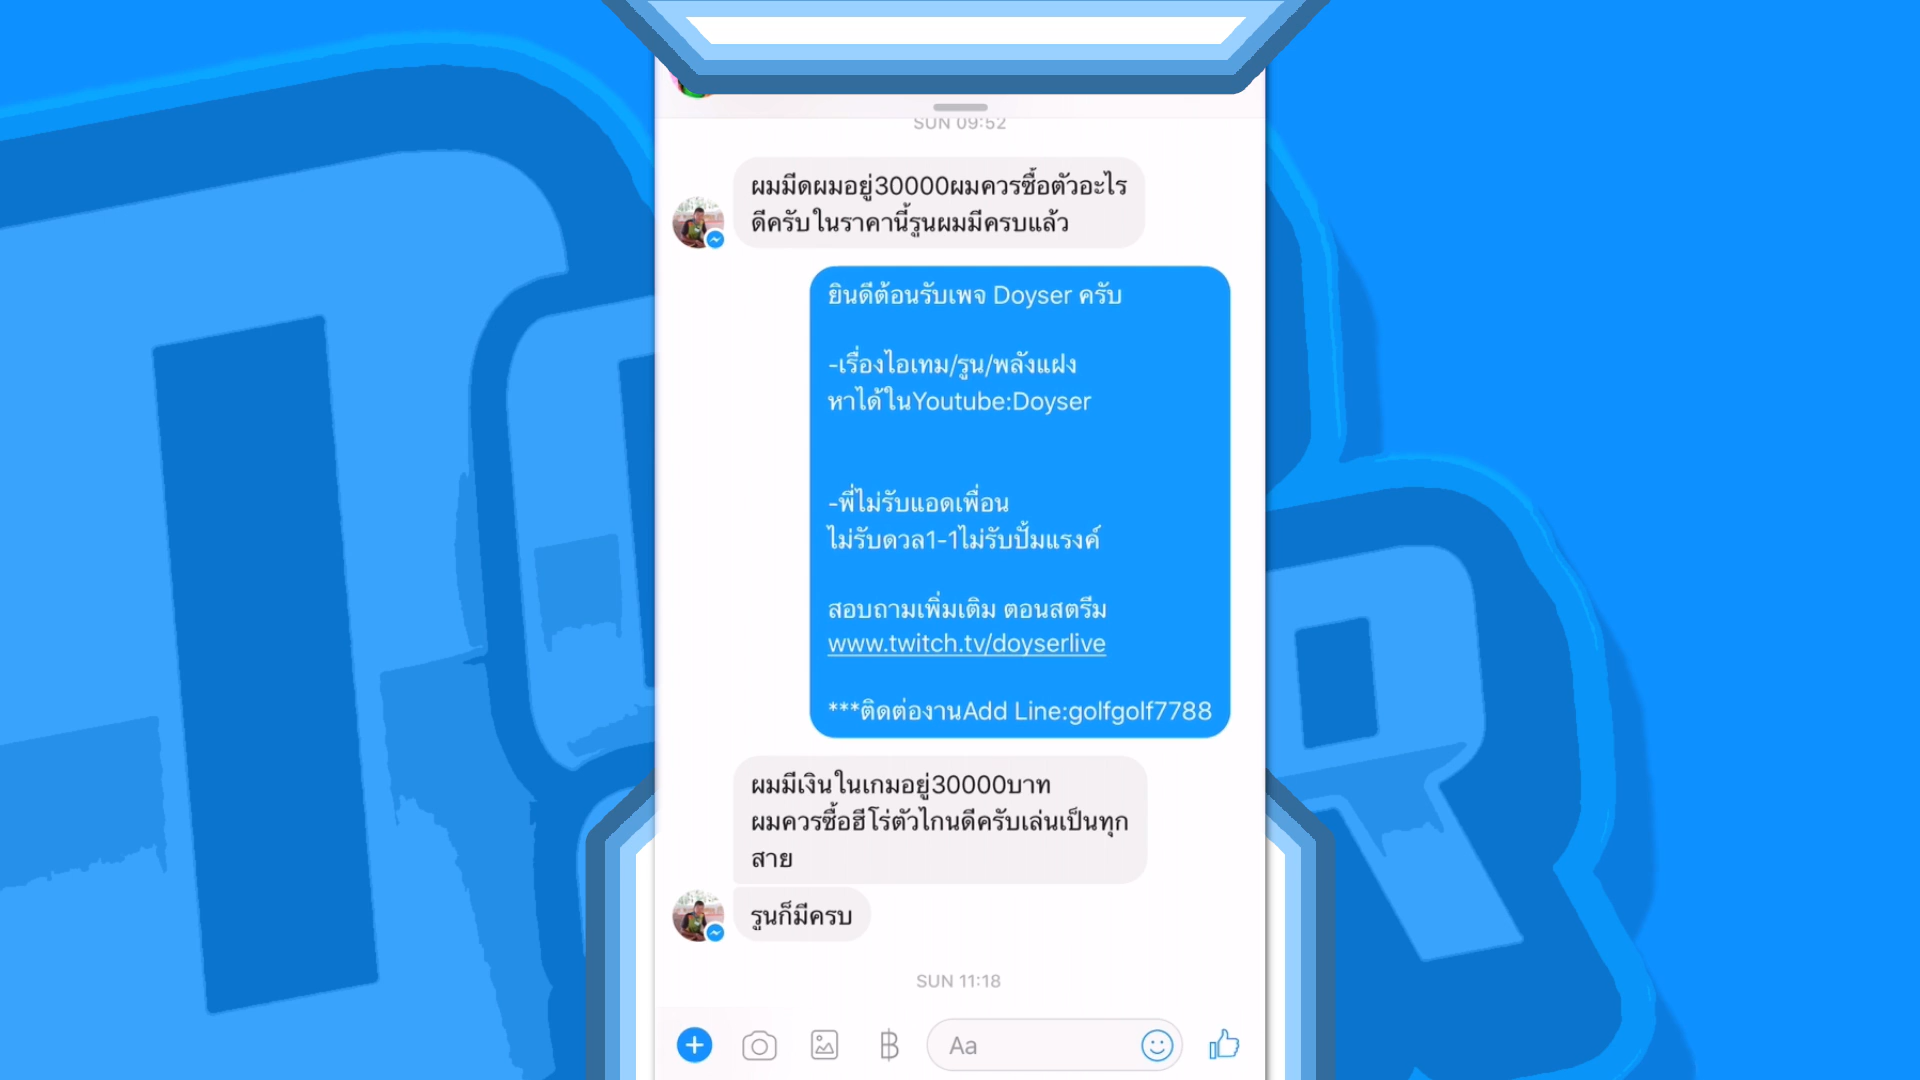 SUN 09:52
ผมมีดผมอยู่30000ผมควรซื้อตัวอะไร
ดีครับในราคานี้รูนผมมีครบแล้ว
ยินดีต้อนรับเพจ Doyser ครับ
-เรื่องไอเทม/รูน/พลังแฝง
หาได้ในYoutube:Doyser
-พี่ไม่รับแอดเพื่อน
ไม่รับดวล1-1ไม่รับปั้มแรงค์
สอบถามเพิ่มเติม ตอนสตรีม
www.twitch.tv/doyserlive
***ติดต่องานAdd Line:golfgolf7788
ผมมีเงินในเกมอยู่30000บาท
ผมควรซื้อฮีโร่ตัวไกนดีครับเล่นเป็นทุก
สาย
รูนก็มีครบ
SUN 11:18
Aa